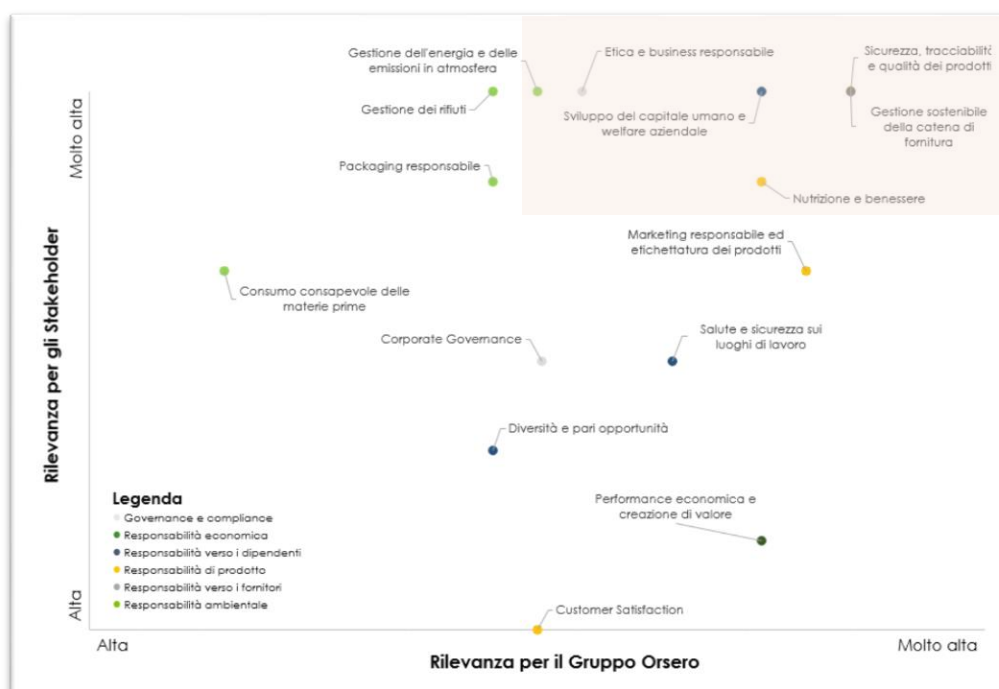 Gestione dell'energia e delle
emissioni in atmosfera
Etica e business responsabile
Sicurezza, tracciabilità
e qualità dei prodotti
Gestione dei rifiuti
Sviluppo del capitale umano e
welfare aziendale
Gestione sostenibile
della catena di
fornitura
Packaging responsabile
Nutrizione e benessere
Marketing responsabile ed
etichettatura dei prodotti
Consumo consapevole delle
materie prime
Corporate Governance
Salute e sicurezza sui
luoghi di lavoro
Diversità e pari opportunità
Performance economica e
creazione di valore
Customer Satisfaction
Molto alta
Rilevanza per gli Stakeholder
Alta
Legenda
Governance e compliance
Responsabilità economica
Responsabilità verso i dipendenti
Responsabilità di prodotto
Responsabilità verso i fornitori
Responsabilità ambientale
Alta
Molto alta
Rilevanza per il Gruppo Orsero